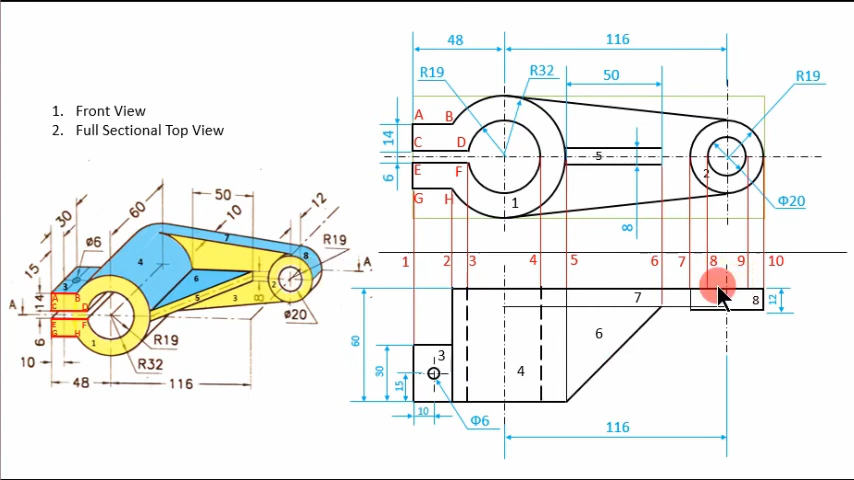 1. Front View
2. Full Sectional Top View
50
12
60
10
30
7
Φ6
R19
8
4
A
15
3
6
2
A B
14
5
3
8
C D
A
Φ20
E F
6
G H
1
R19
10
R32
48
116
48
116
R19
R32
50
R19
A
B
14
C
D
5
E
F
2
6
G
H
1
Φ20
8
1
2
3
4
5
6
7
8
9
10
7
8
12
60
6
3
30
4
15
10
Φ6
116